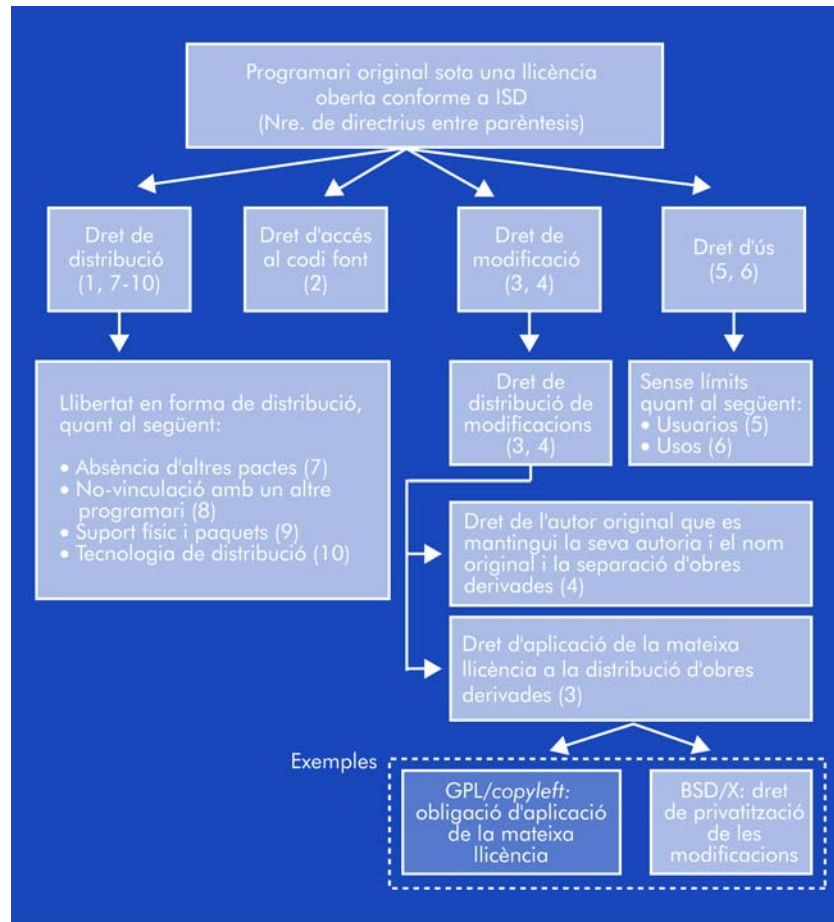 Programari original sota una llicència
oberta conforme a ISD
(Nre. de directrius entre parèntesis)
Dret de
distribució
(1, 7-10)
Dret d'accés
al codi font
(2)
Dret de
modificació
(3, 4)
Dret d'ús
(5, 6)
Llibertat en forma de distribució,
quant al següent:
• Absència d'altres pactes (7)
• No-vinculació amb un altre
programari (8)
• Suport físic i paquets (9)
• Tecnologia de distribució (10)
Dret de
distribució de
modificacions
(3, 4)
Sense límits
quant al següent:
• Usuarios (5)
• Usos (6)
Dret de l'autor original que es
mantingui la seva autoria i el nom
original i la separació d'obres
derivades (4)
Dret d'aplicació de la mateixa
llicència a la distribució d'obres
derivades (3)
Exemples
GPL/copyleft:
obligació d'aplicació
de la mateixa
llicència
BSD/X: dret
de privatització
de les
modificacions